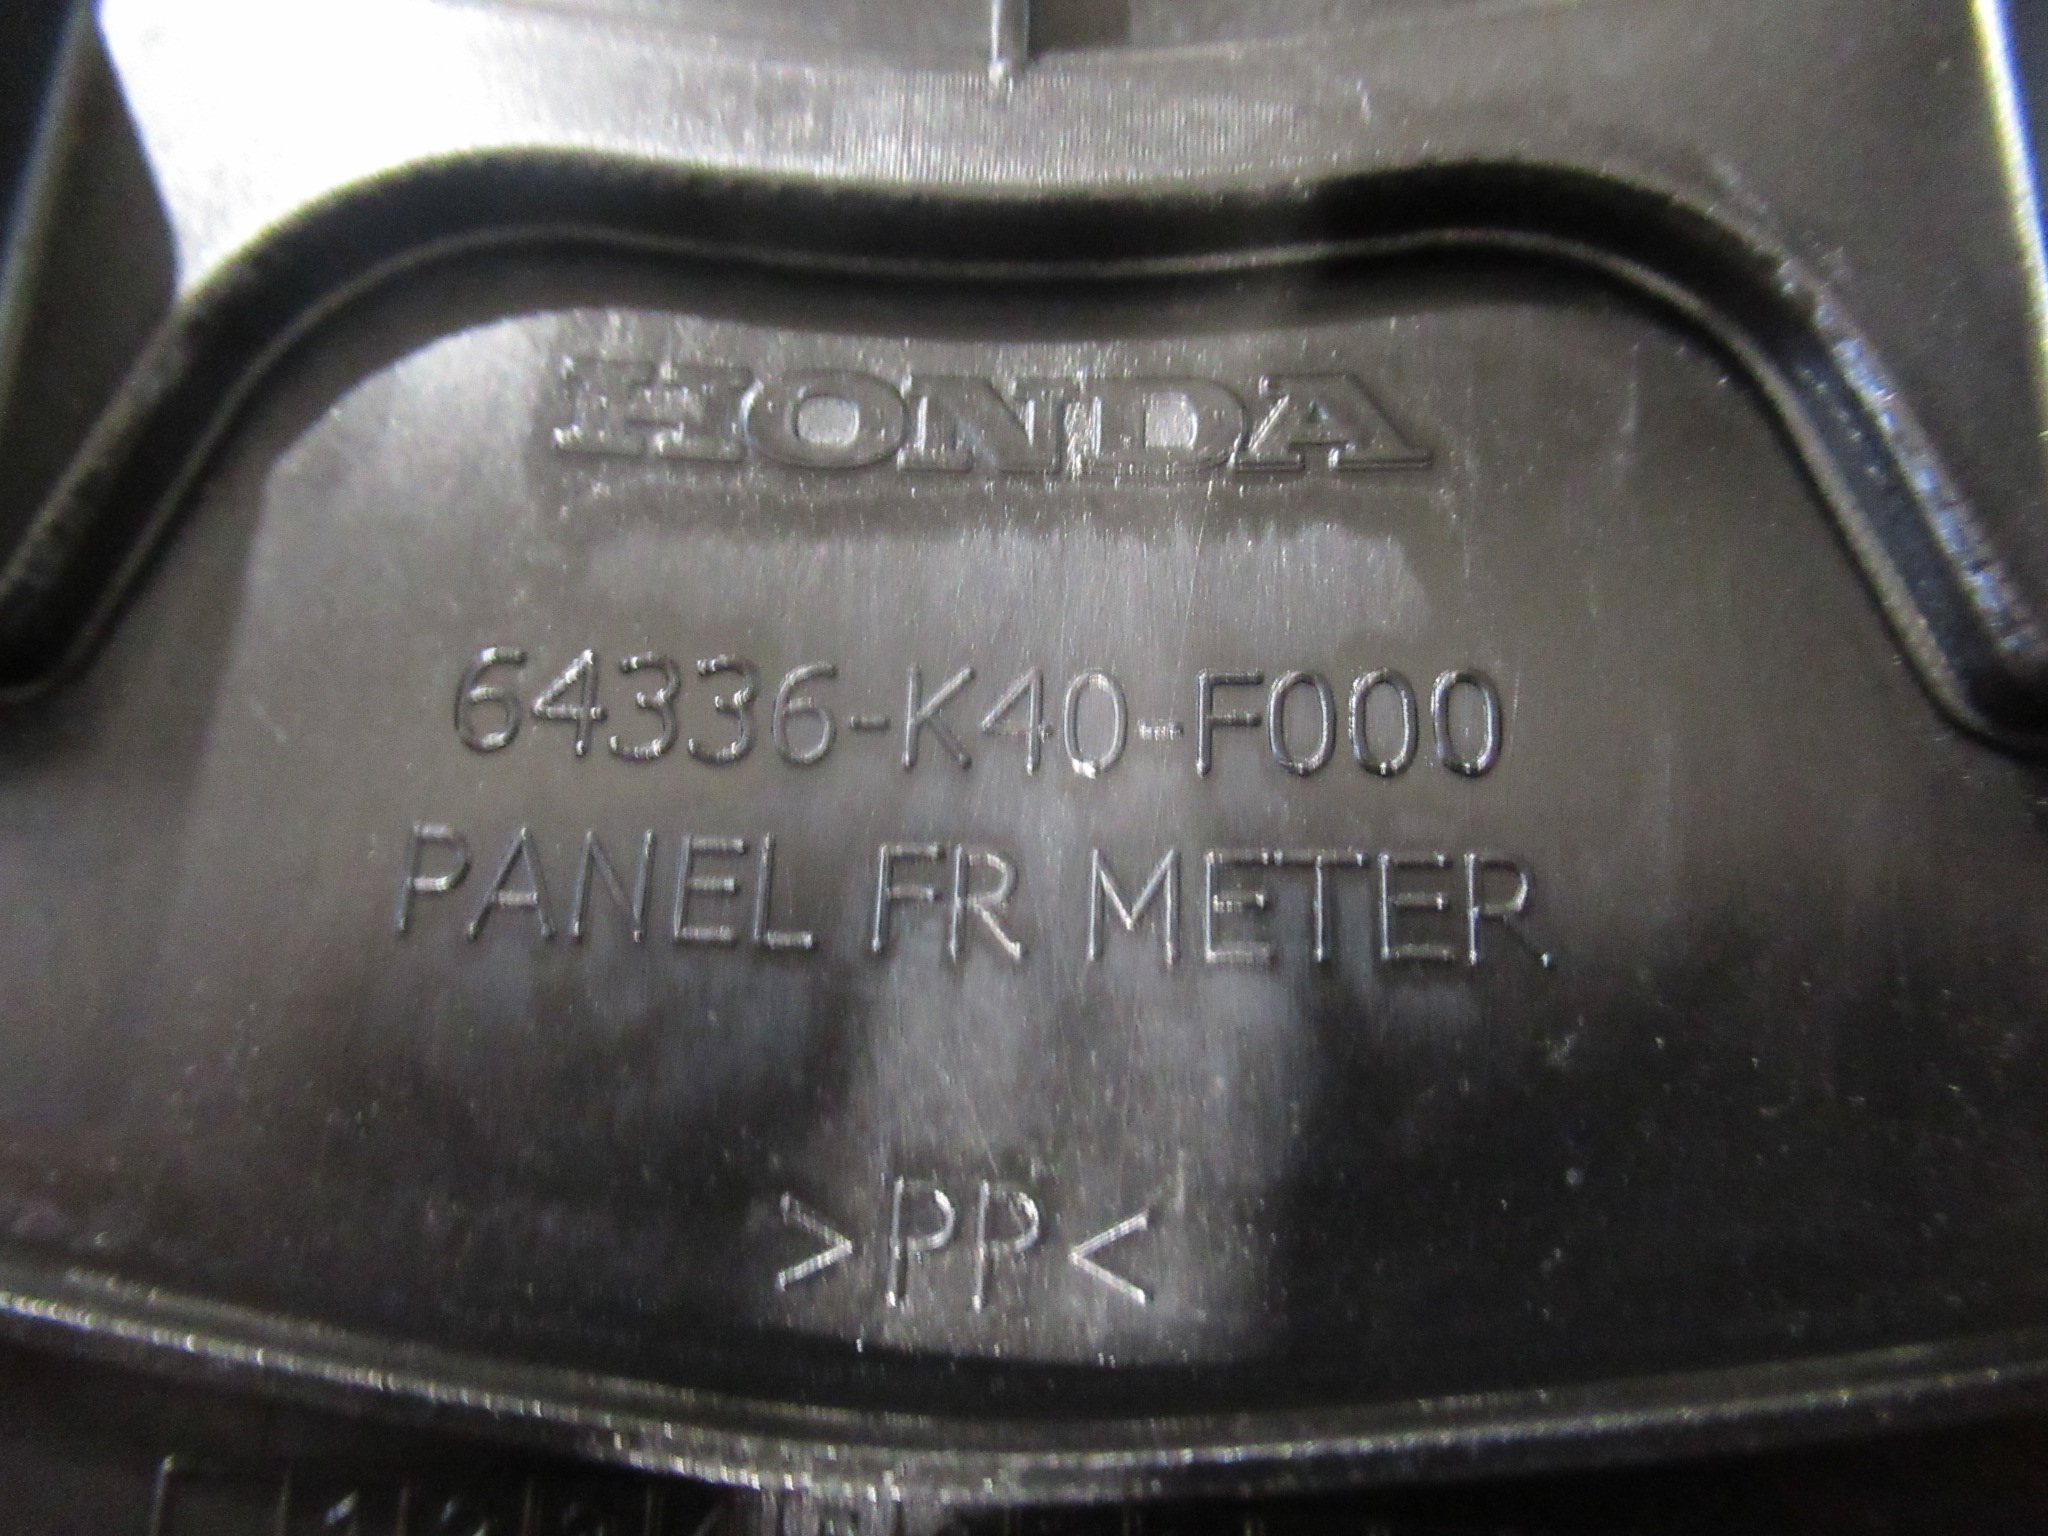 HONDA
64336-K40-F000
PANEL FR METER
>PP<